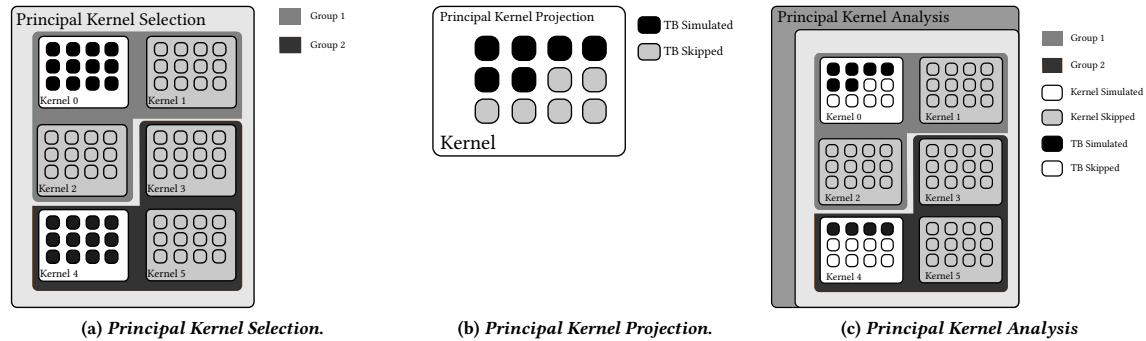 Principal Kernel Selection
Kernel 0
Kernel 1
Kernel 2
Kernel 3
Kernel 4
Kernel 5
Group 1
Group 2
(a) Principal Kernel Selection.
Principal Kernel Projection
Kernel
TB Simulated
TB Skipped
(b) Principal Kernel Projection.
Principal Kernel Analysis
Kernel 0
Kernel 1
Kernel 2
Kernel 3
Kernel 4
Kernel 5
Group 1
Group 2
Kernel Simulated
Kernel Skipped
TB Simulated
TB Skipped
(c) Principal Kernel Analysis